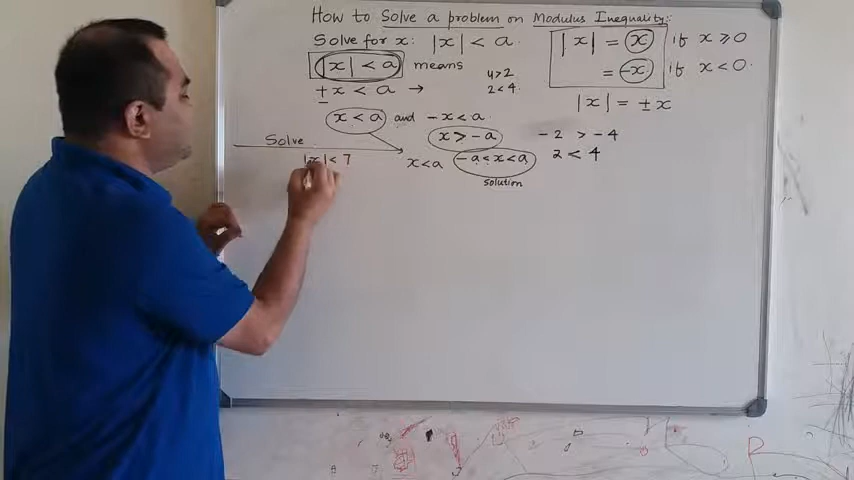 How to Solve a problem on Modulus Inequality:
Solve for x: |x| < a.
|x| < a means
± x < a →
4 > 2
2 < 4.
x < a and - x < a.
x > - a
x < a
- a < x < a
solution
|x| = x if x ≥ 0
= -x if x < 0.
|x| = ± x
- 2 > - 4
2 < 4
Solve
|x| < 7